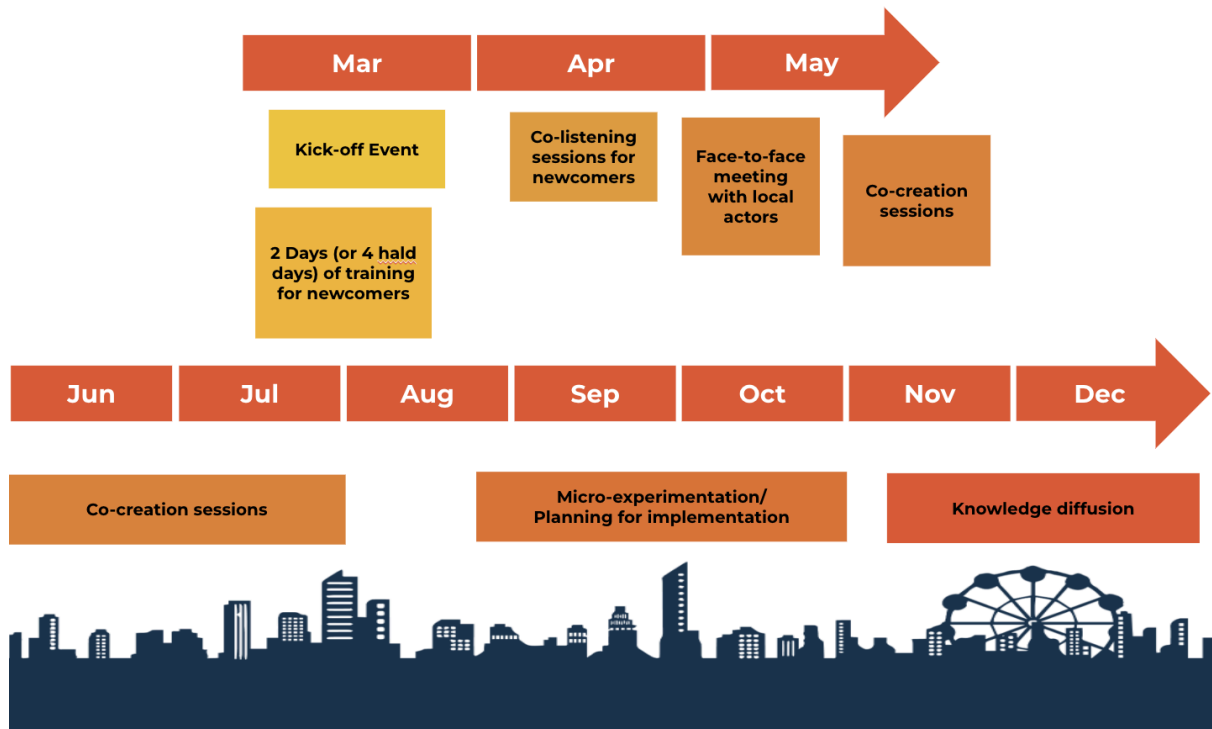 Mar
Apr
May
Kick-off Event
2 Days (or 4 hald
days) of training
for newcomers
Co-listening
sessions for
newcomers
Face-to-face
meeting
with local
actors
Co-creation
sessions
Jun
Jul
Aug
Sep
Oct
Nov
Dec
Co-creation sessions
Micro-experimentation/
Planning for implementation
Knowledge diffusion